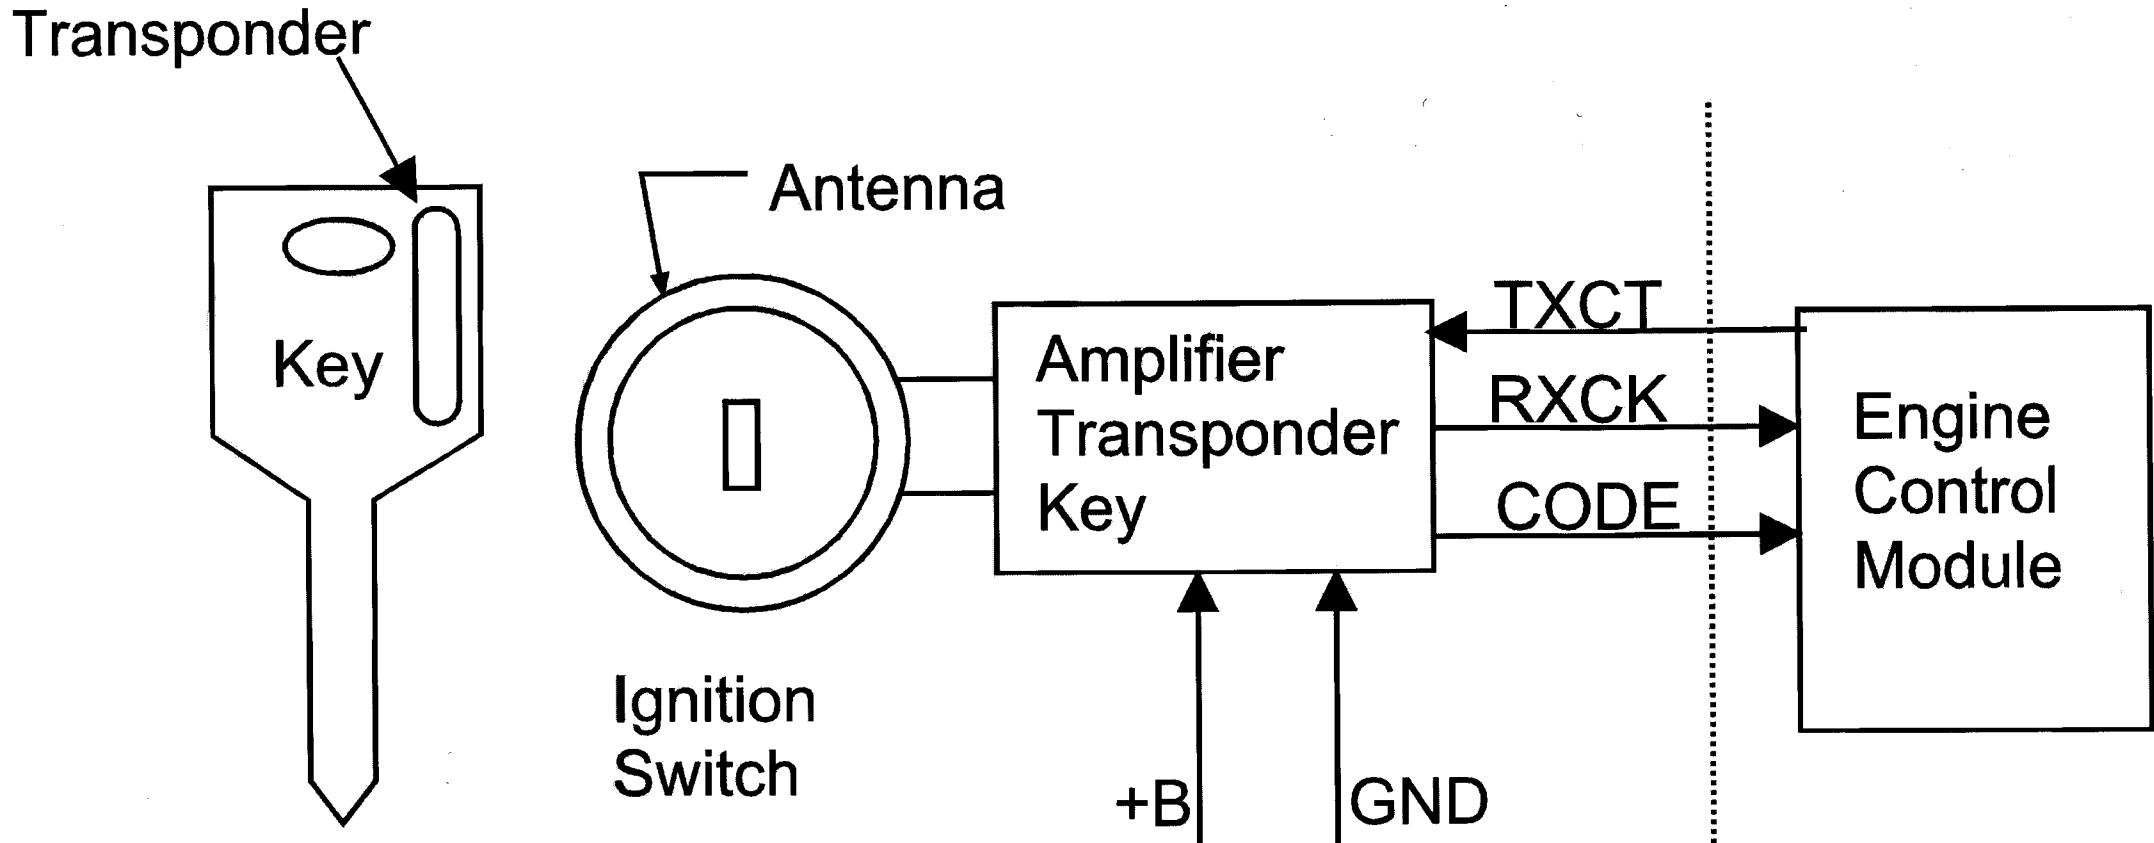 Transponder
Antenna
Key
Amplifier
Transponder
Key
TXCT
RXCK
CODE
Engine
Control
Module
Ignition
Switch
+B
GND